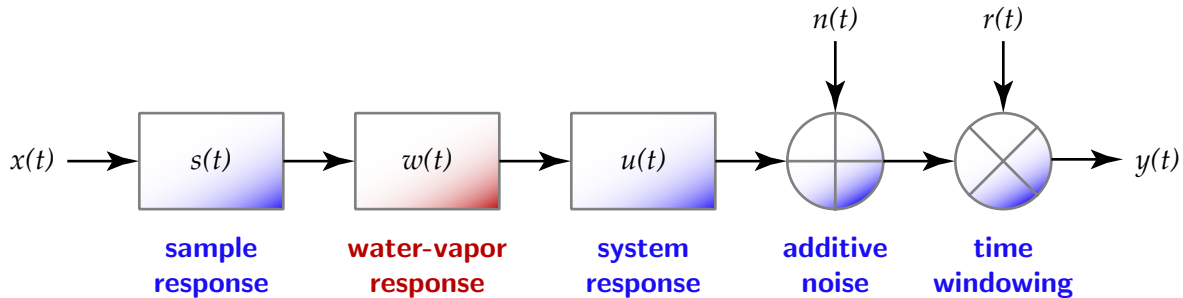 n(t)
r(t)
x(t)
s(t)
w(t)
u(t)
y(t)
sample
response
water-vapor
response
system
response
additive
noise
time
windowing